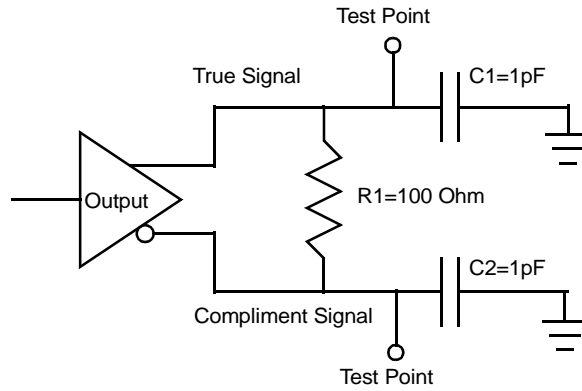 Test Point
True Signal
C1=1pF
Output
R1=100 Ohm
C2=1pF
Compliment Signal
Test Point